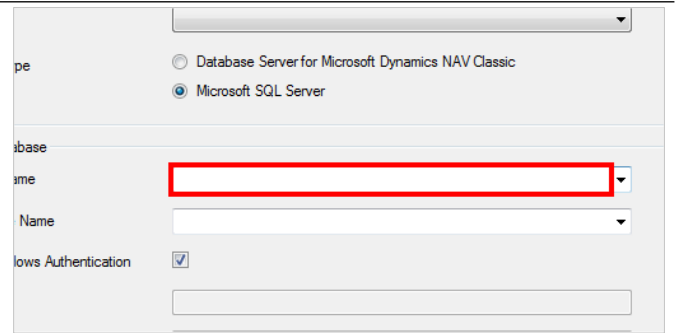 pe
Database Server for Microsoft Dynamics NAV Classic
Microsoft SQL Server
abase
ame
Name
lows Authentication